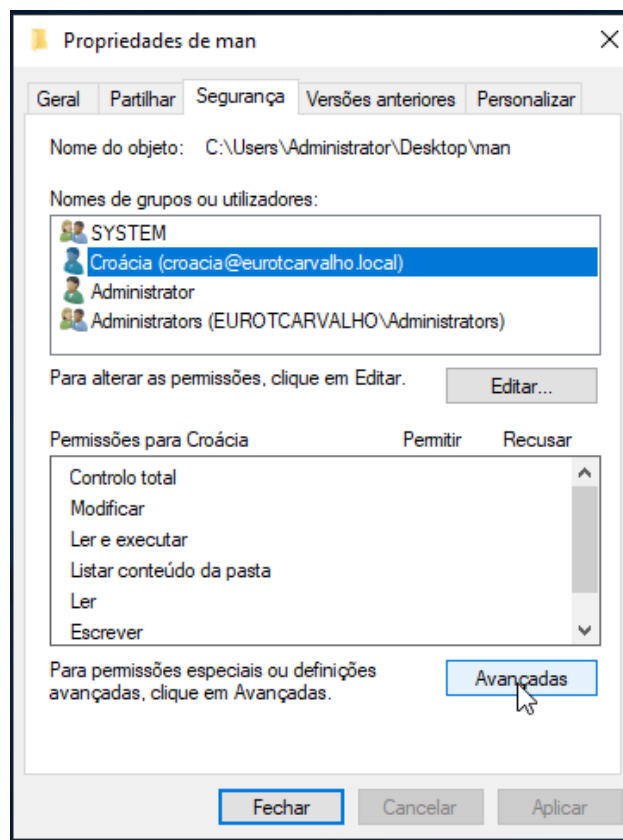 Propriedades de man
Geral Partilhar Segurança Versões anteriores Personalizar
Nome do objeto: C:\Users\Administrator\Desktop\man
Nomes de grupos ou utilizadores:
SYSTEM
Croácia (croacia@eurotcarvalho.local)
Administrator
Administrators (EUROTCARVALHO\Administrators)
Para alterar as permissões, clique em Editar. Editar...
Permissões para Croácia Permitir Recusar
Controlo total
Modificar
Ler e executar
Listar conteúdo da pasta
Ler
Escrever
Para permissões especiais ou definições
avançadas, clique em Avançadas. Avançadas
Fechar Cancelar Aplicar